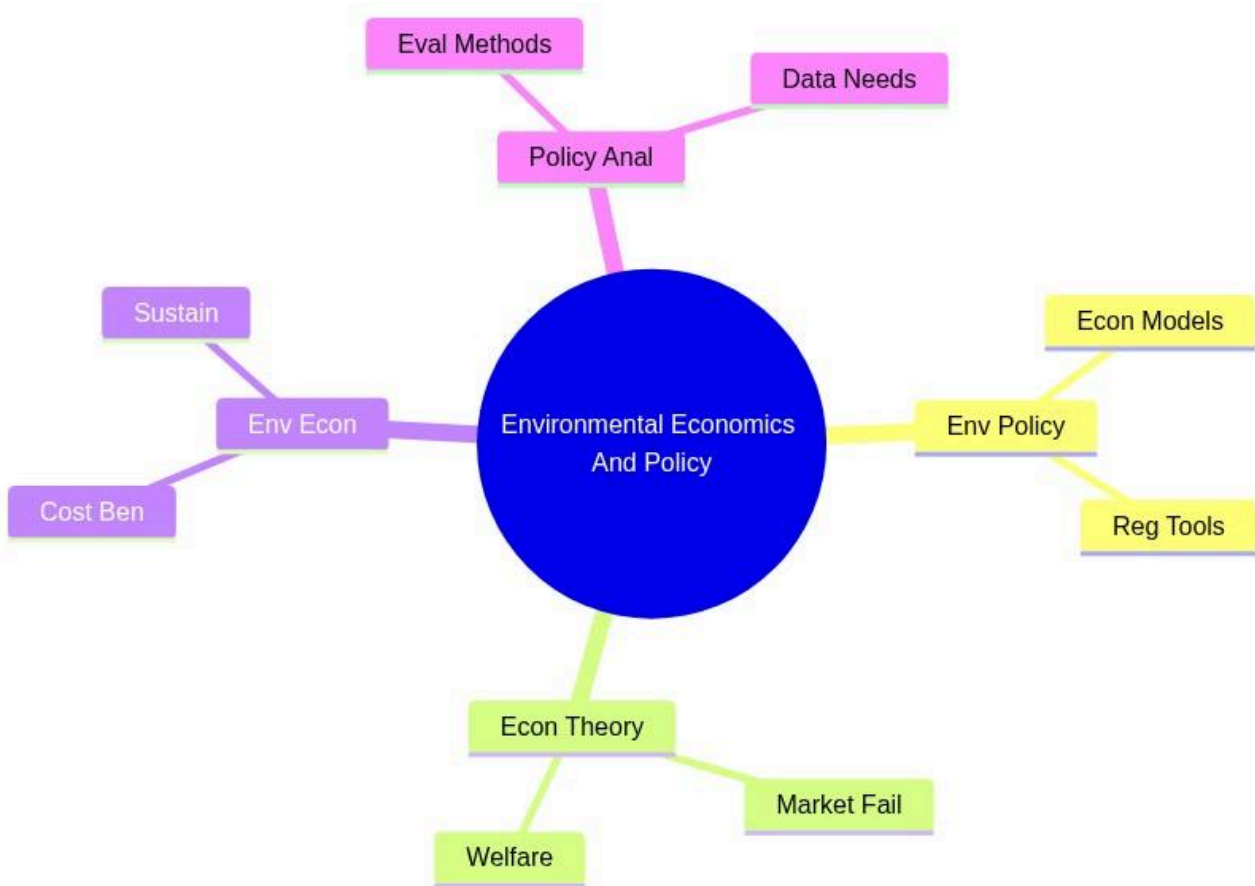 Eval Methods
Data Needs
Policy Anal
Sustain
Econ Models
Env Econ
Environmental Economics
And Policy
Env Policy
Cost Ben
Reg Tools
Econ Theory
Market Fail
Welfare